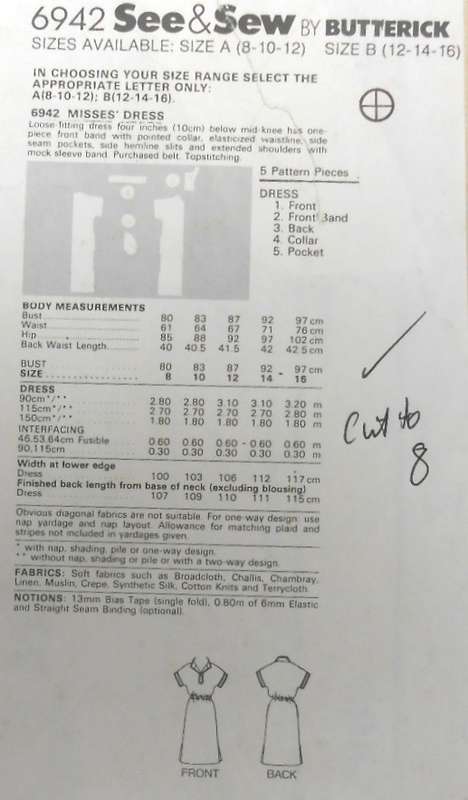 6942 See&Sew BY BUTTERICK
SIZES AVAILABLE: SIZE A (8-10-12) SIZE B (12-14-16)
IN CHOOSING YOUR SIZE RANGE SELECT THE
APPROPRIATE LETTER ONLY:
A(8-10-12); B(12-14-16).
6942 MISSES' DRESS
Loose-fitting dress four inches (10cm) below mid-knee has one-
piece front band with pointed collar, elasticized waistline, side
seam pockets, side hemline slits and extended shoulders with
mock sleeve band. Purchased belt. Topstitching.
5 Pattern Pieces
DRESS
1. Front
2. Front Band
3. Back
4. Collar
5. Pocket
BODY MEASUREMENTS
Bust 80 83 87 92 97 cm
Waist 61 64 67 71 76 cm
Hip 85 88 92 97 102 cm
Back Waist Length 40 40.5 41.5 42 42.5 cm
BUST 80 83 87 92 - 97 cm
SIZE 8 10 12 14 - 16
DRESS
90cm*/** 2.80 2.80 3.10 3.10 3.20 m
115cm*/** 2.70 2.70 2.70 2.70 2.80 m
150cm*/** 1.80 1.80 1.80 1.80 1.80 m
INTERFACING
46,53,64cm Fusible 0.60 0.60 0.60 - 0.60 0.60 m
90,115cm 0.30 0.30 0.30 0.30 0.30 m
Width at lower edge
Dress 100 103 106 112 117 cm
Finished back length from base of neck (excluding blousing)
Dress 107 109 110 111 115 cm
Obvious diagonal fabrics are not suitable. For one-way design: use
nap yardage and nap layout. Allowance for matching plaid and
stripes not included in yardages given.
* with nap, shading, pile or one-way design.
** without nap, shading or pile or with a two-way design.
FABRICS: Soft fabrics such as Broadcloth, Challis, Chambray,
Linen, Muslin, Crepe, Synthetic Silk, Cotton Knits and Terrycloth.
NOTIONS: 13mm Bias Tape (single fold), 0.80m of 6mm Elastic
and Straight Seam Binding (optional).
Cut to
8
FRONT BACK